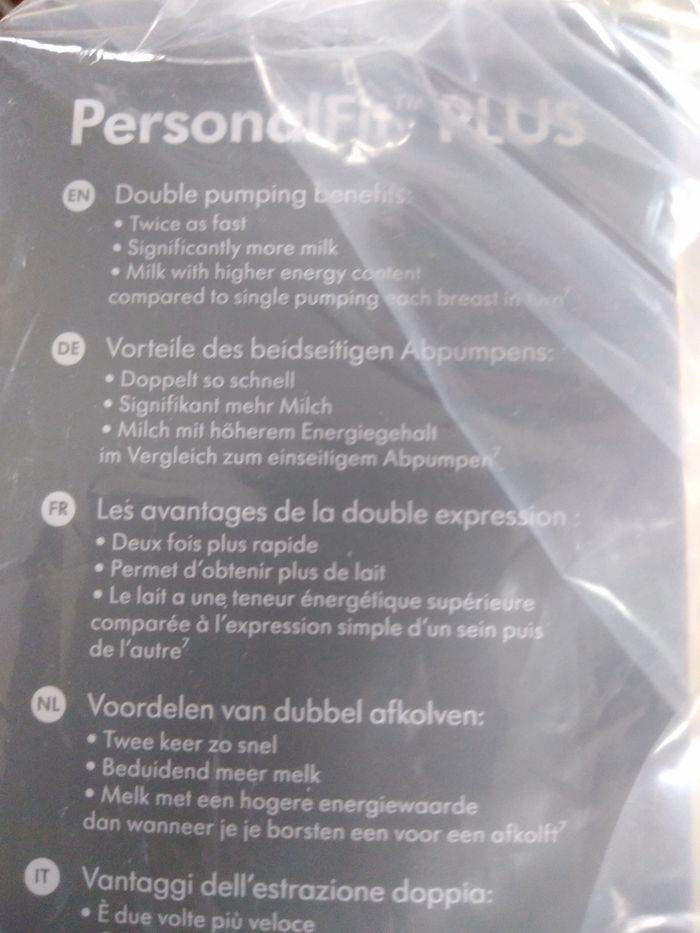 PersonalFit™ PLUS
EN Double pumping benefits:
• Twice as fast
• Significantly more milk
• Milk with higher energy content
compared to single pumping each breast in turn⁷
DE Vorteile des beidseitigen Abpumpens:
• Doppelt so schnell
• Signifikant mehr Milch
• Milch mit höherem Energiegehalt
im Vergleich zum einseitigem Abpumpen⁷
FR Les avantages de la double expression :
• Deux fois plus rapide
• Permet d'obtenir plus de lait
• Le lait a une teneur énergétique supérieure
comparée à l'expression simple d'un sein puis
de l'autre⁷
NL Voordelen van dubbel afkolven:
• Twee keer zo snel
• Beduidend meer melk
• Melk met een hogere energiewaarde
dan wanneer je je borsten een voor een afkolft⁷
IT Vantaggi dell'estrazione doppia:
• È due volte più veloce